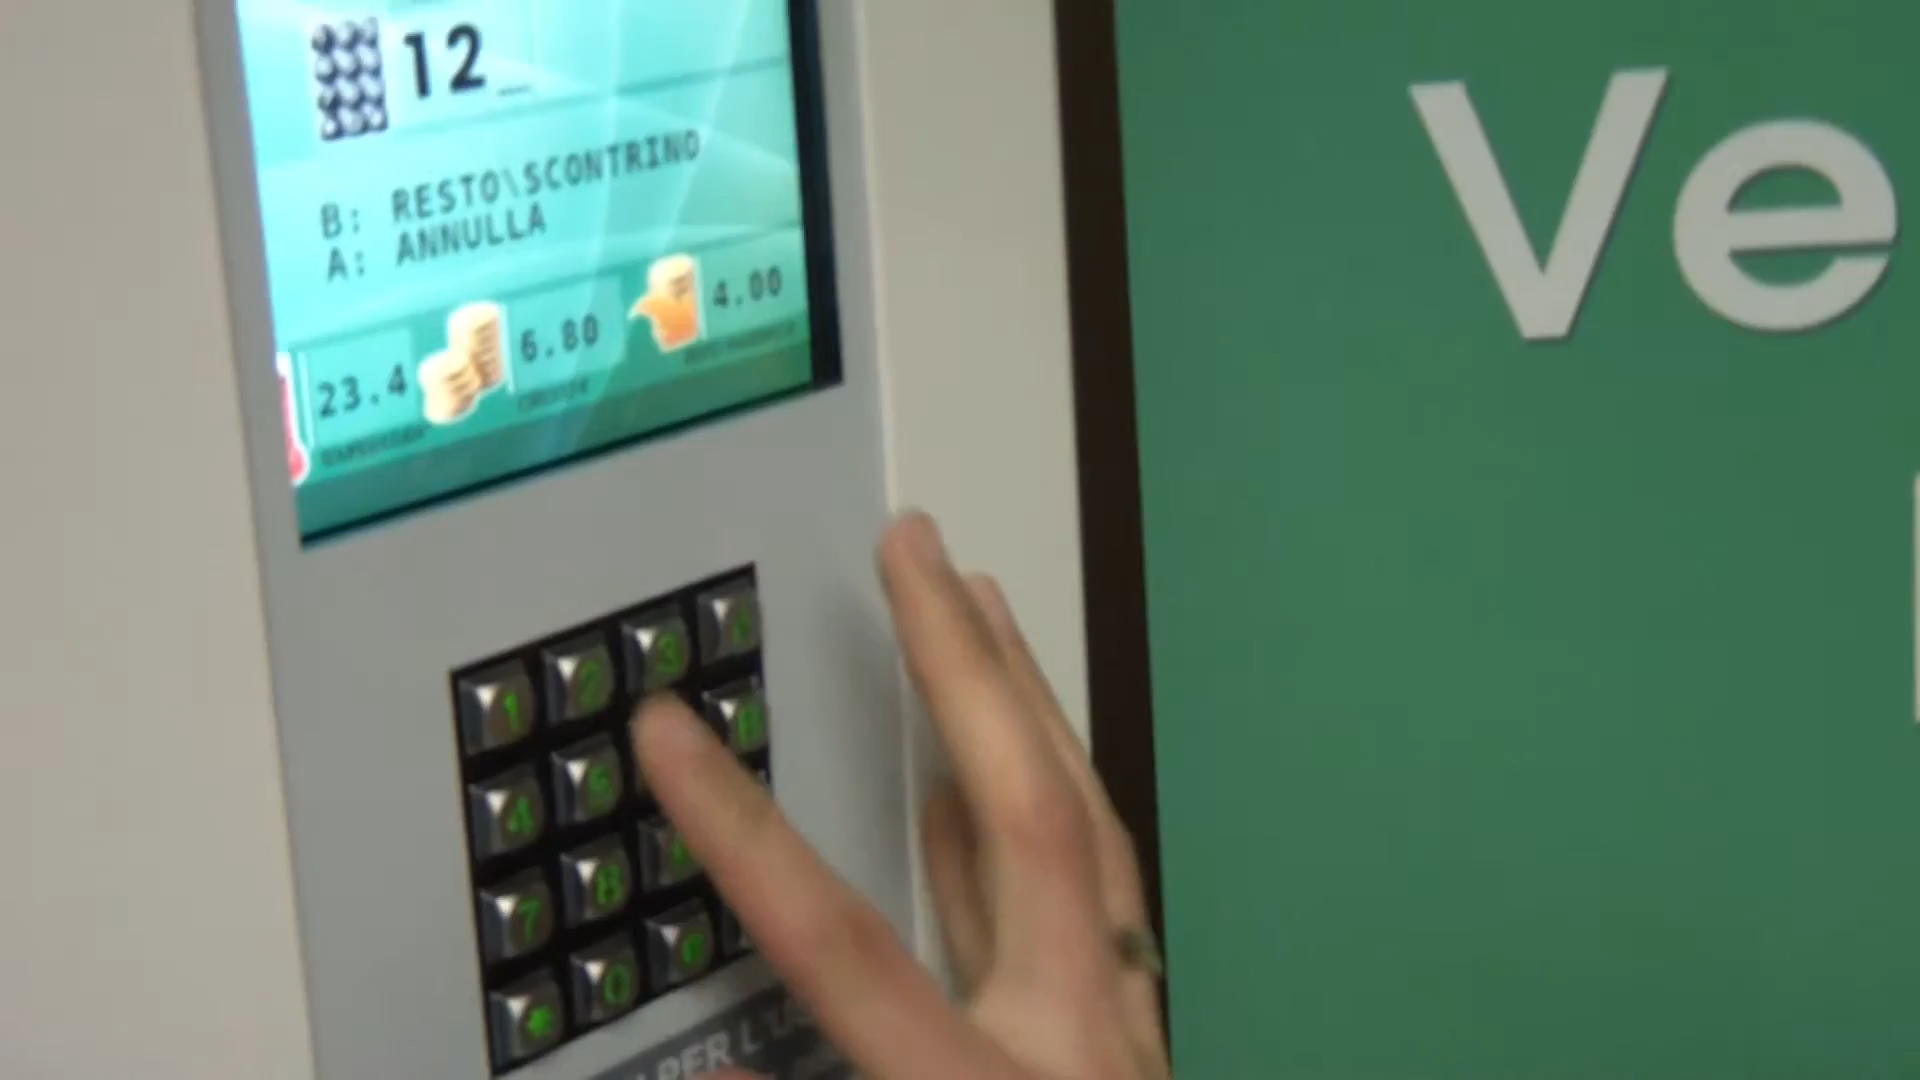 12_
B: RESTO\SCONTRINO
A: ANNULLA
23.4
6.80
4.00
Ve
1 2 3
B
4 5
7 8
* 0
PER L'